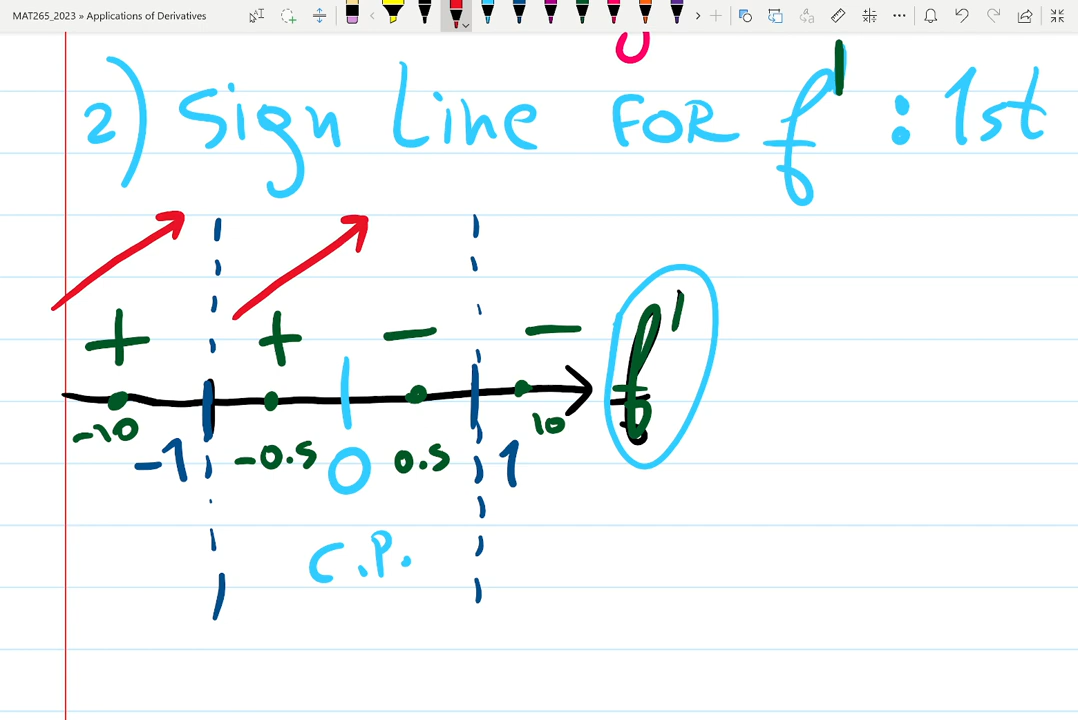 MAT265_2023 » Applications of Derivatives
2) Sign Line FOR f' : 1st
+ + − − f'
-10 -1 -0.5 0 0.5 1 10
C.P.